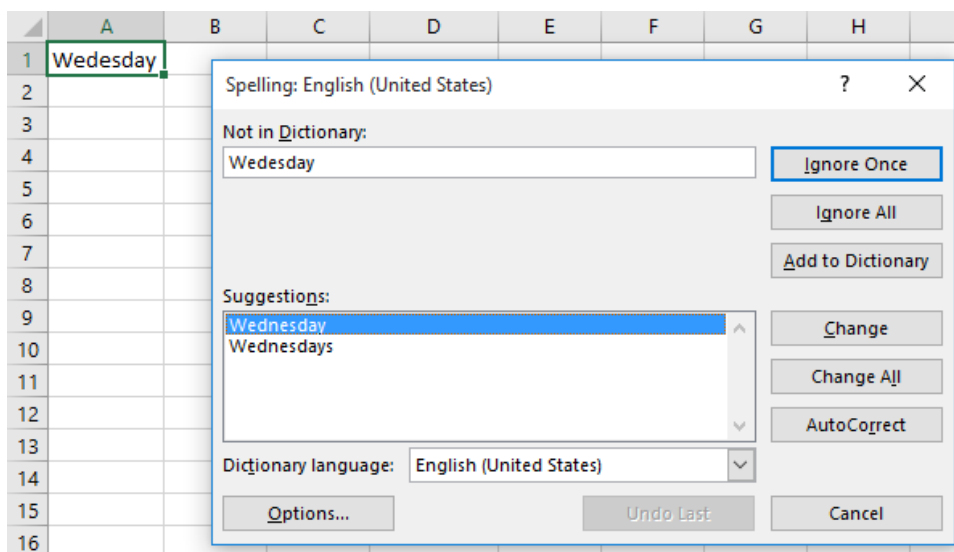 A B C D E F G H
1 Wedesday
Spelling: English (United States) ?
2
3
Not in Dictionary:
4
Wedesday Ignore Once
5
6
Ignore All
7
Add to Dictionary
8
Suggestions:
9
Wednesday Change
10
Wednesdays
11
Change All
12
AutoCorrect
13
Dictionary language: English (United States)
14
15
Options... Undo Last Cancel
16